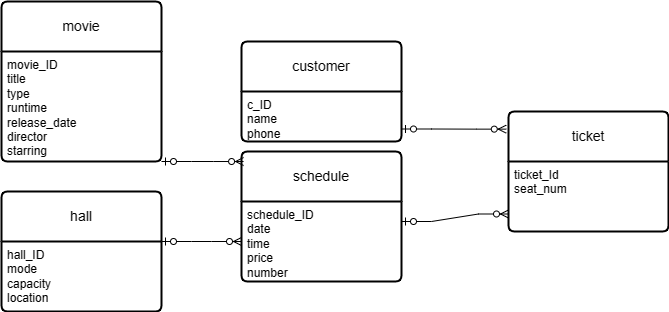 movie
movie_ID
title
type
runtime
release_date
director
starring
customer
c_ID
name
phone
ticket
ticket_Id
seat_num
schedule
schedule_ID
date
time
price
number
hall
hall_ID
mode
capacity
location